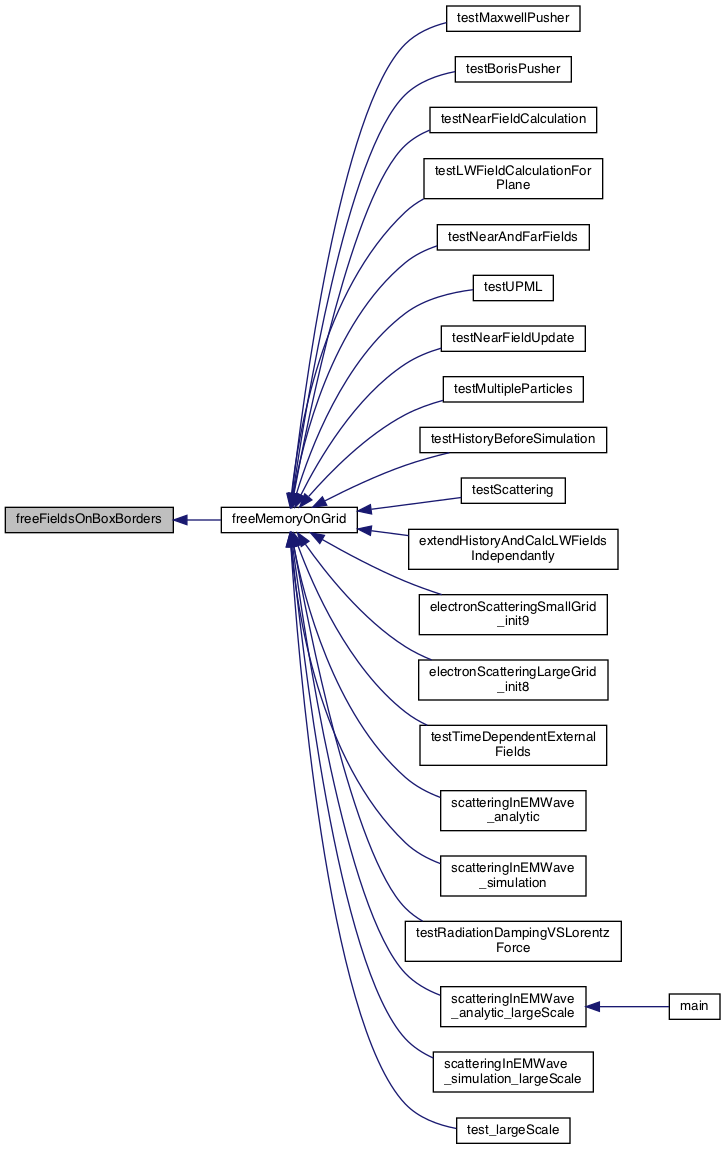 testMaxwellPusher
testBorisPusher
testNearFieldCalculation
testLWFieldCalculationFor
Plane
testNearAndFarFields
testUPML
testNearFieldUpdate
testMultipleParticles
testHistoryBeforeSimulation
testScattering
freeFieldsOnBoxBorders
freeMemoryOnGrid
extendHistoryAndCalcLWFields
Independantly
electronScatteringSmallGrid
_init9
electronScatteringLargeGrid
_init8
testTimeDependentExternal
Fields
scatteringInEMWave
_analytic
scatteringInEMWave
_simulation
testRadiationDampingVSLorentz
Force
scatteringInEMWave
_analytic_largeScale
main
scatteringInEMWave
_simulation_largeScale
test_largeScale